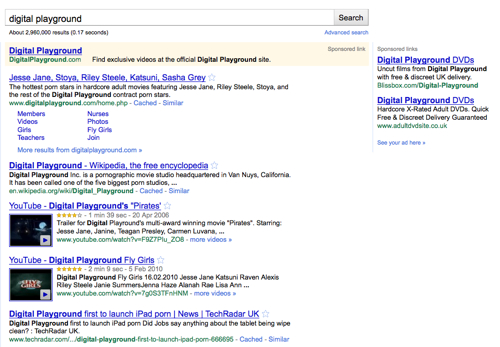 digital playground
Search
About 2,960,000 results (0.17 seconds)
Advanced search
Digital Playground
Sponsored link
DigitalPlayground.com Find exclusive videos at the official Digital Playground site.
Jesse Jane, Stoya, Riley Steele, Katsuni, Sasha Grey
The hottest porn stars in hardcore adult movies featuring Jesse Jane, Riley Steele, Stoya, and
the rest of the Digital Playground contract porn stars.
www.digitalplayground.com/home.php - Cached - Similar
Members Nurses
Videos Photos
Girls Fly Girls
Teachers Join
More results from digitalplayground.com »
Digital Playground - Wikipedia, the free encyclopedia
Digital Playground Inc. is a pornographic movie studio headquartered in Van Nuys, California.
It has been called one of the five biggest porn studios, ...
en.wikipedia.org/wiki/Digital_Playground - Cached - Similar
YouTube - Digital Playground's "Pirates'
1 min 39 sec - 20 Apr 2006
Trailer for Digital Playground's multi-award winning movie "Pirates". Starring:
Jesse Jane, Janine, Teagan Presley, Carmen Luvana, ...
www.youtube.com/watch?v=F9Z7PIu_ZO8 - more videos »
YouTube - Digital Playground Fly Girls
2 min 9 sec - 5 Feb 2010
Digital Playground Fly Girls 16.02.2010 Jesse Jane Katsuni Raven Alexis
Riley Steele Janie SummersJenna Haze Alanah Rae Lisa Ann ...
www.youtube.com/watch?v=7g0S3TFnHNM - more videos »
Digital Playground first to launch iPad porn | News | TechRadar UK
Digital Playground first to launch iPad porn Did Jobs say anything about the tablet being wipe
clean? : TechRadar UK.
www.techradar.com/.../digital-playground-first-to-launch-ipad-porn-666695 - Cached
Sponsored links
Digital Playground DVDs
Uncut films from Digital Playground
with free & discreet UK delivery.
Blissbox.com/Digital-Playground
Digital Playground DVDs
Hardcore X-Rated Adult DVDs. Quick
Free & Discreet Delivery from UK
www.adultdvdsite.co.uk
See your ad here »